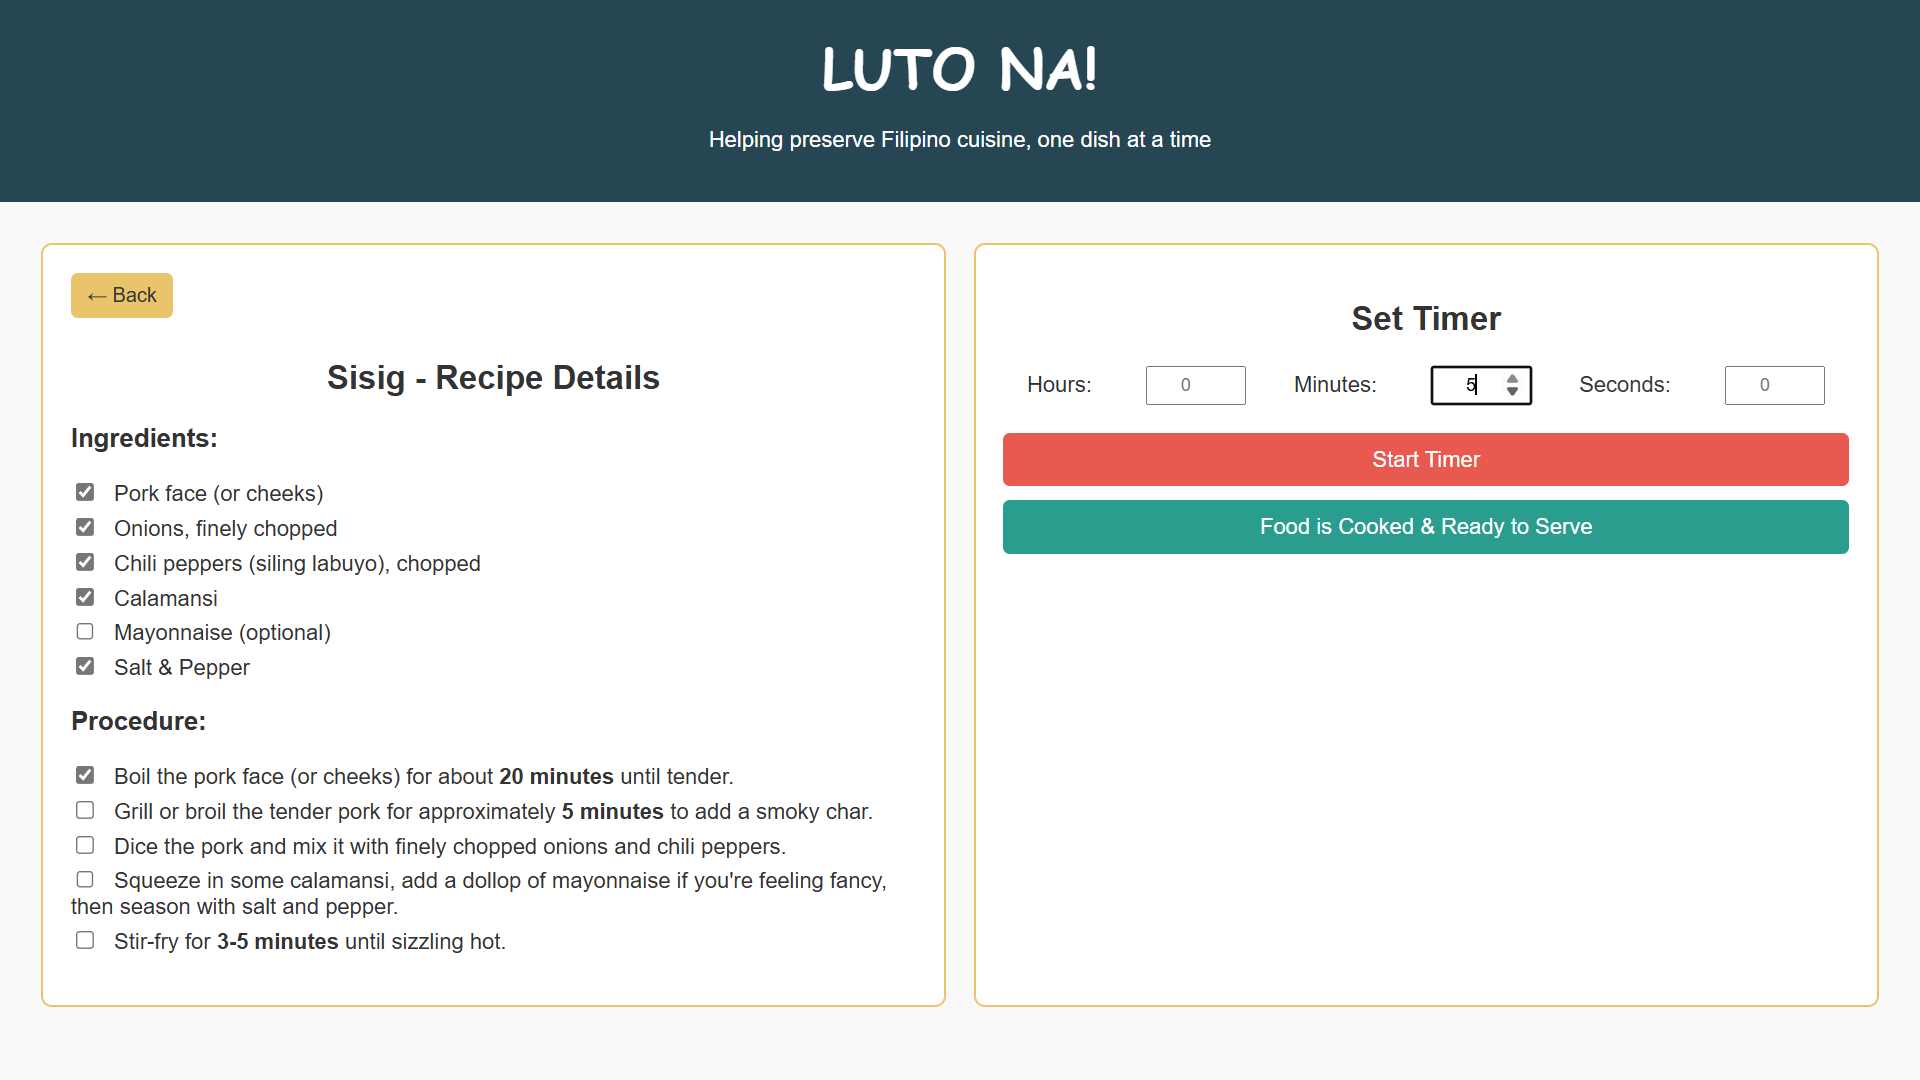 LUTO NA!
Helping preserve Filipino cuisine, one dish at a time
← Back
Sisig - Recipe Details
Ingredients:
Pork face (or cheeks)
Onions, finely chopped
Chili peppers (siling labuyo), chopped
Calamansi
Mayonnaise (optional)
Salt & Pepper
Procedure:
Boil the pork face (or cheeks) for about 20 minutes until tender.
Grill or broil the tender pork for approximately 5 minutes to add a smoky char.
Dice the pork and mix it with finely chopped onions and chili peppers.
Squeeze in some calamansi, add a dollop of mayonnaise if you're feeling fancy,
then season with salt and pepper.
Stir-fry for 3-5 minutes until sizzling hot.
Set Timer
Hours: 0 Minutes: 5 Seconds: 0
Start Timer
Food is Cooked & Ready to Serve